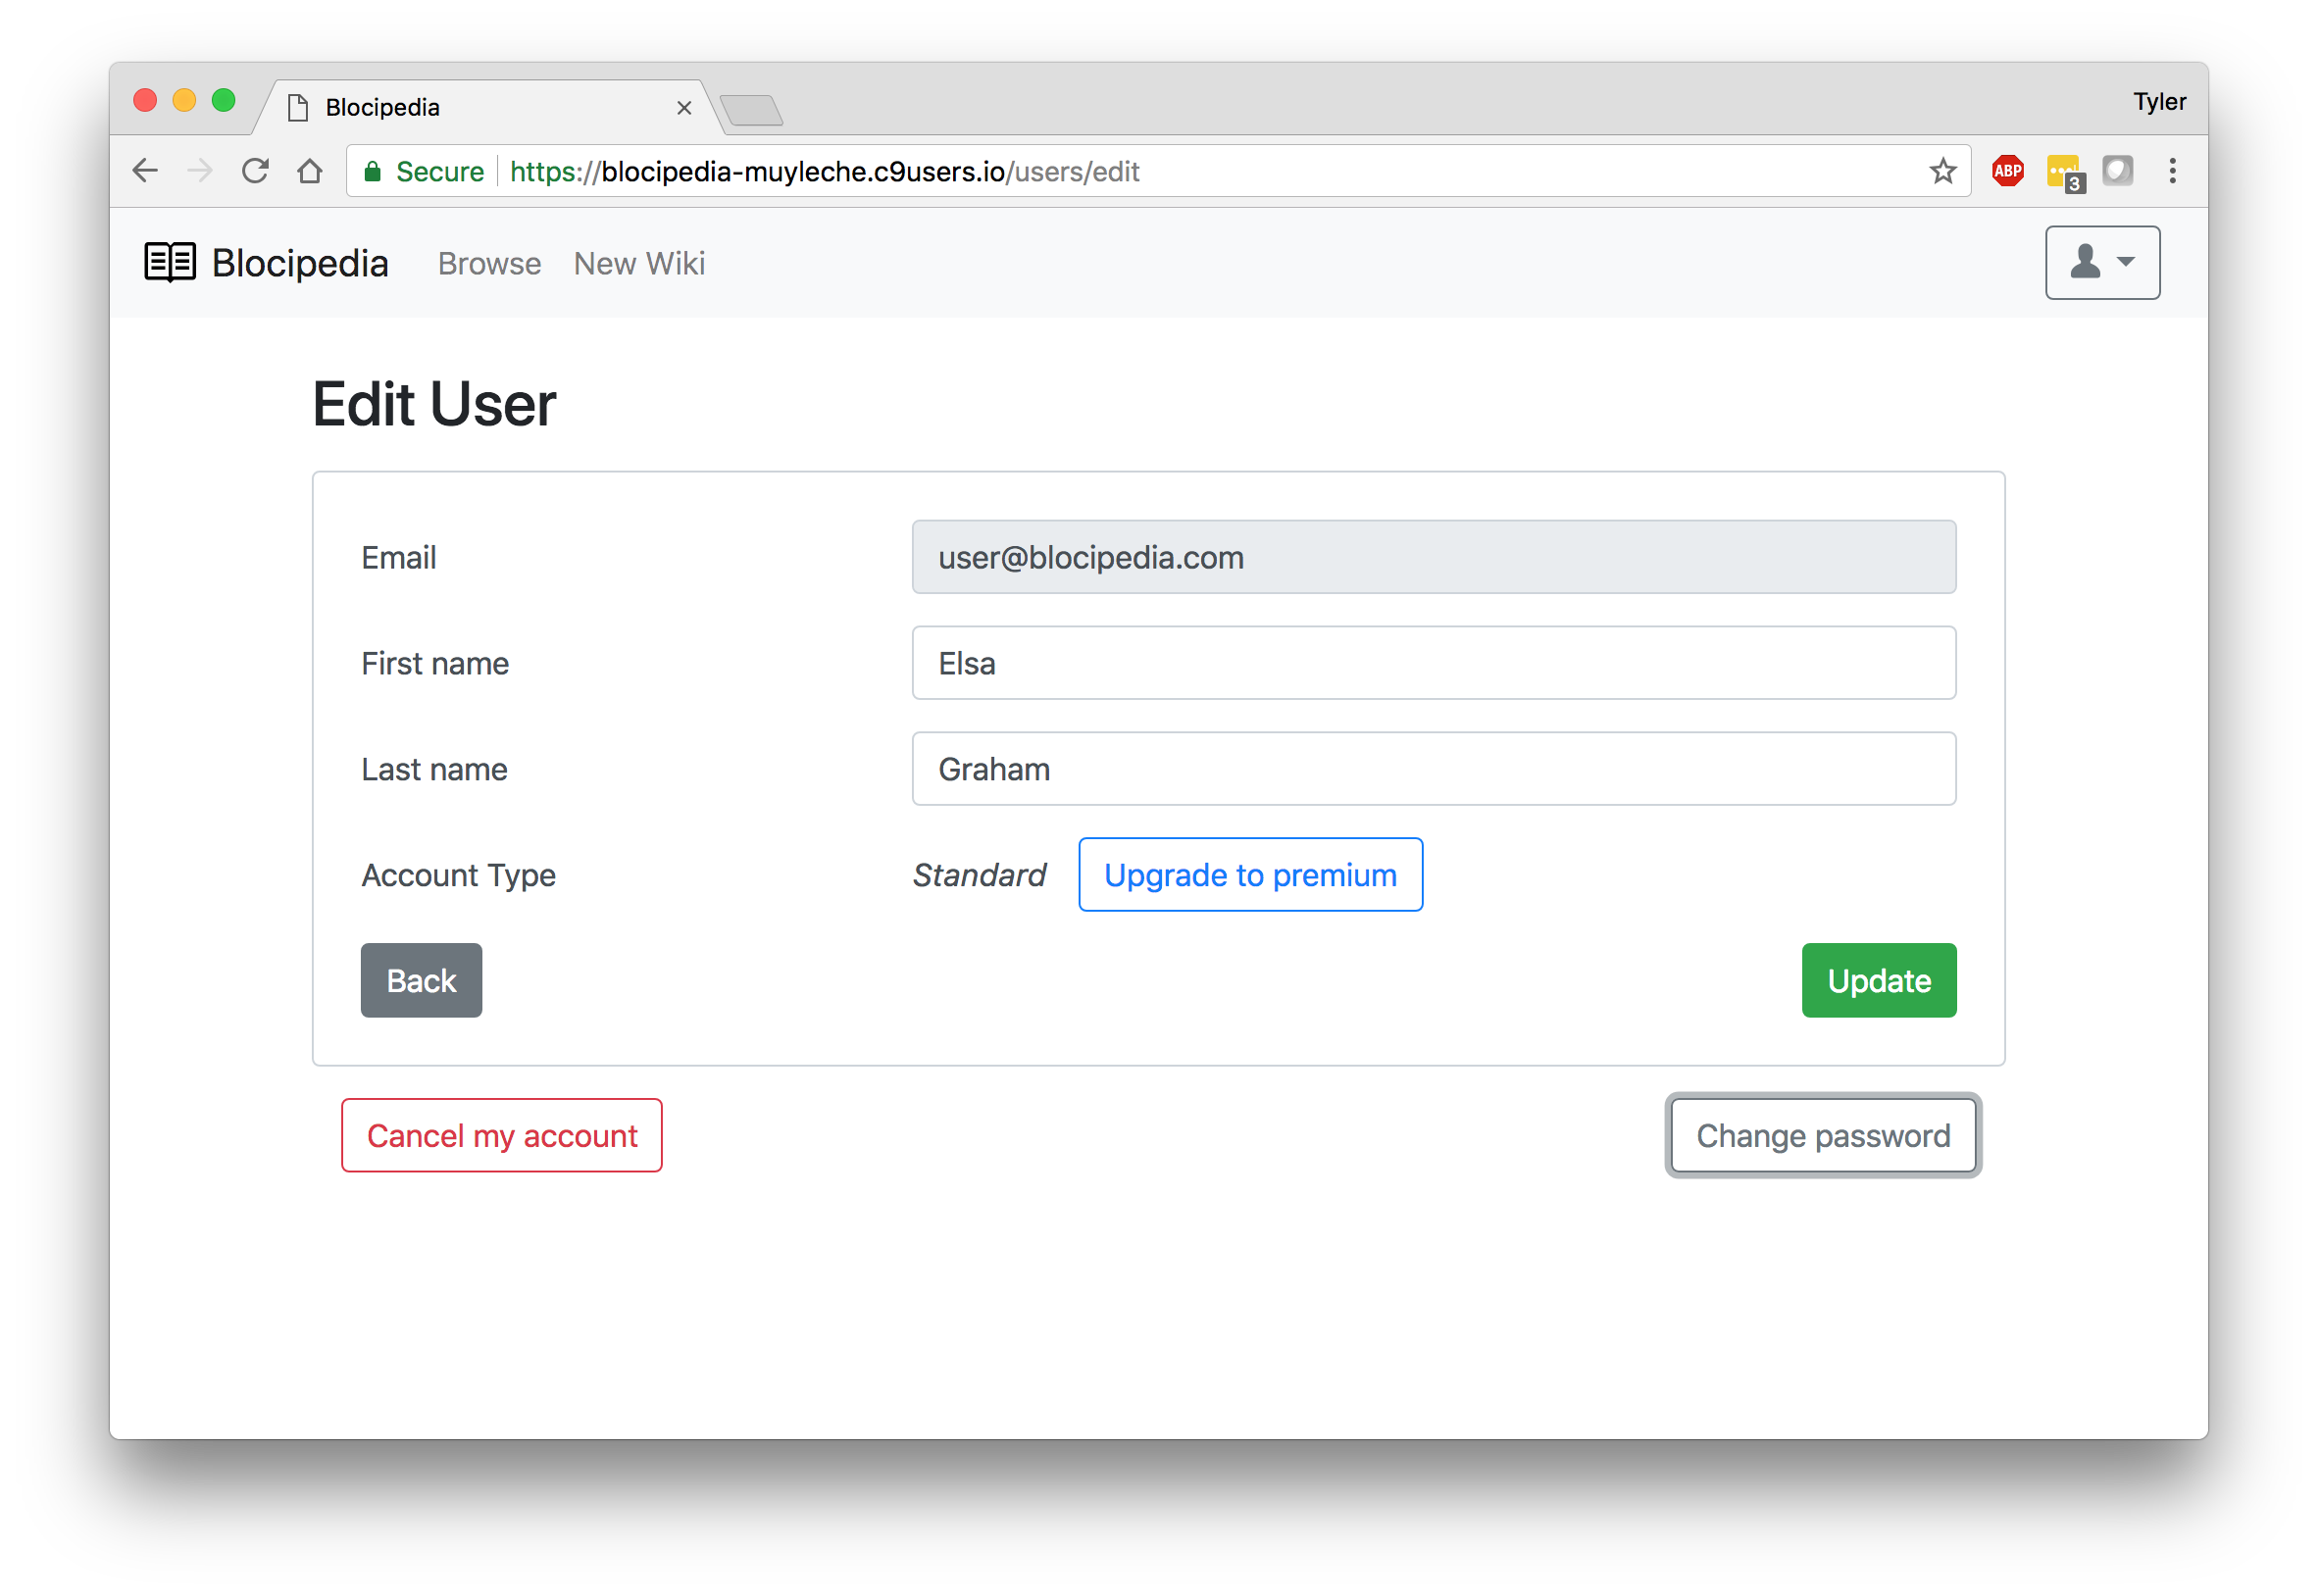 Blocipedia
Tyler
Secure https://blocipedia-muyleche.c9users.io/users/edit
ABP
3
Blocipedia Browse New Wiki
Edit User
Email user@blocipedia.com
First name Elsa
Last name Graham
Account Type Standard Upgrade to premium
Back Update
Cancel my account Change password